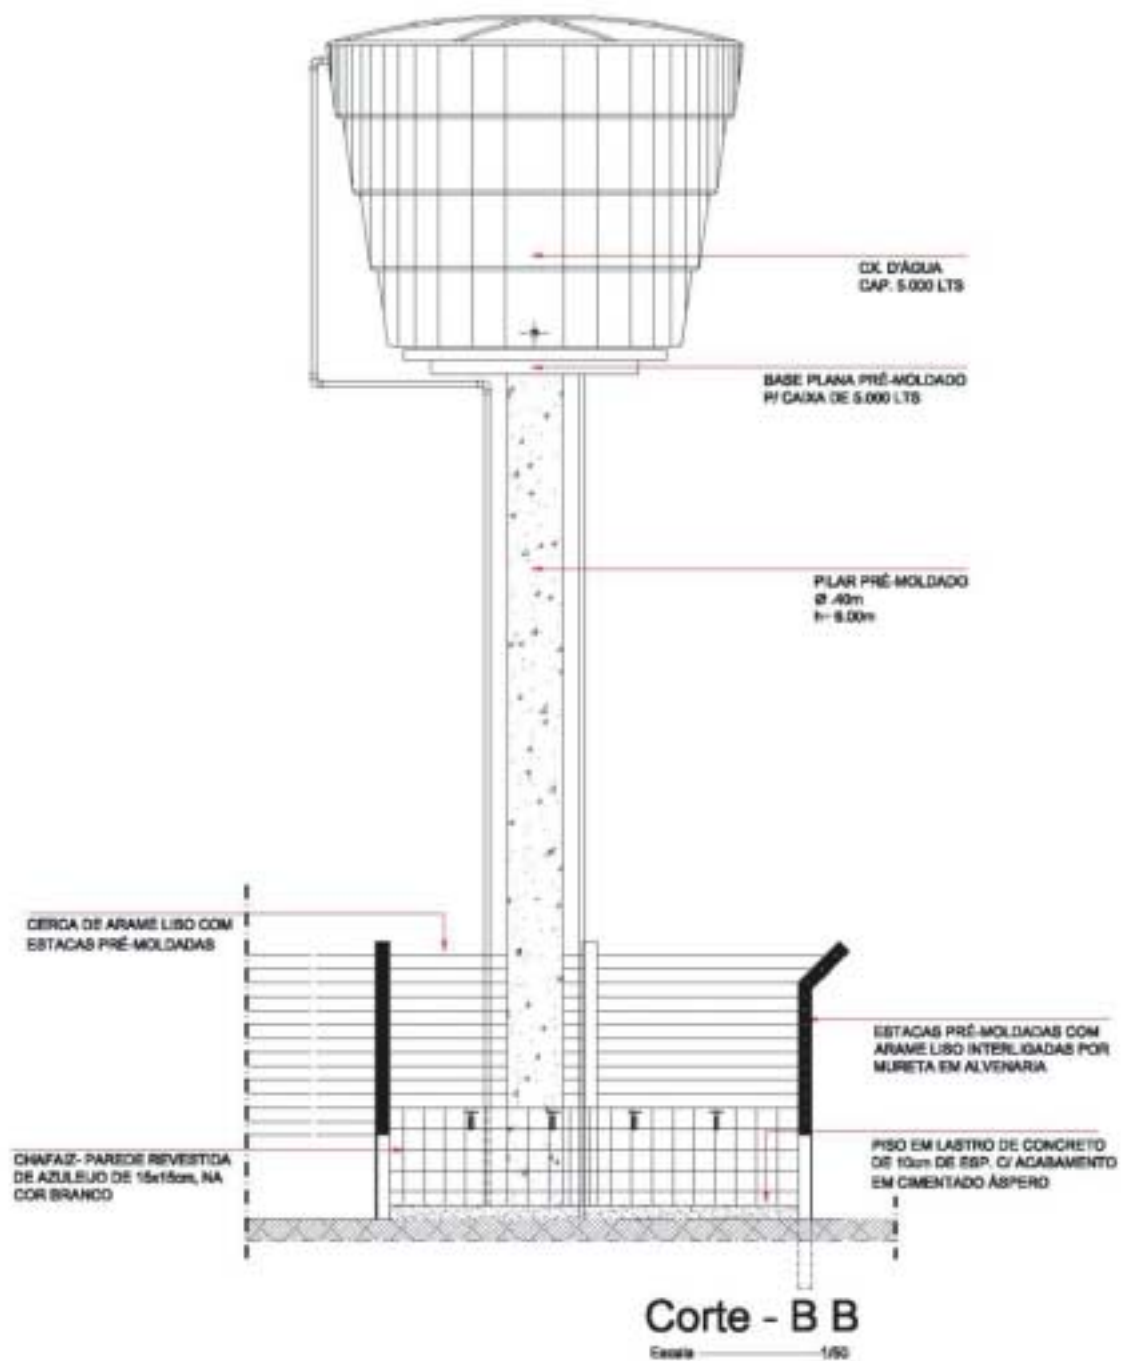 CX. D'ÁGUA
CAP. 5.000 LTS
BASE PLANA PRÉ-MOLDADO
P/ CAIXA DE 5.000 LTS
PILAR PRÉ-MOLDADO
Ø .40m
h= 6.00m
CERCA DE ARAME LISO COM
ESTACAS PRÉ-MOLDADAS
ESTACAS PRÉ-MOLDADAS COM
ARAME LISO INTERLIGADAS POR
MURETA EM ALVENARIA
CHAFAIZ- PAREDE REVESTIDA
DE AZULEIJO DE 15x15cm, NA
COR BRANCO
PISO EM LASTRO DE CONCRETO
DE 10cm DE ESP. C/ ACABAMENTO
EM CIMENTADO ÁSPERO
Corte - B B
Escala 1/50